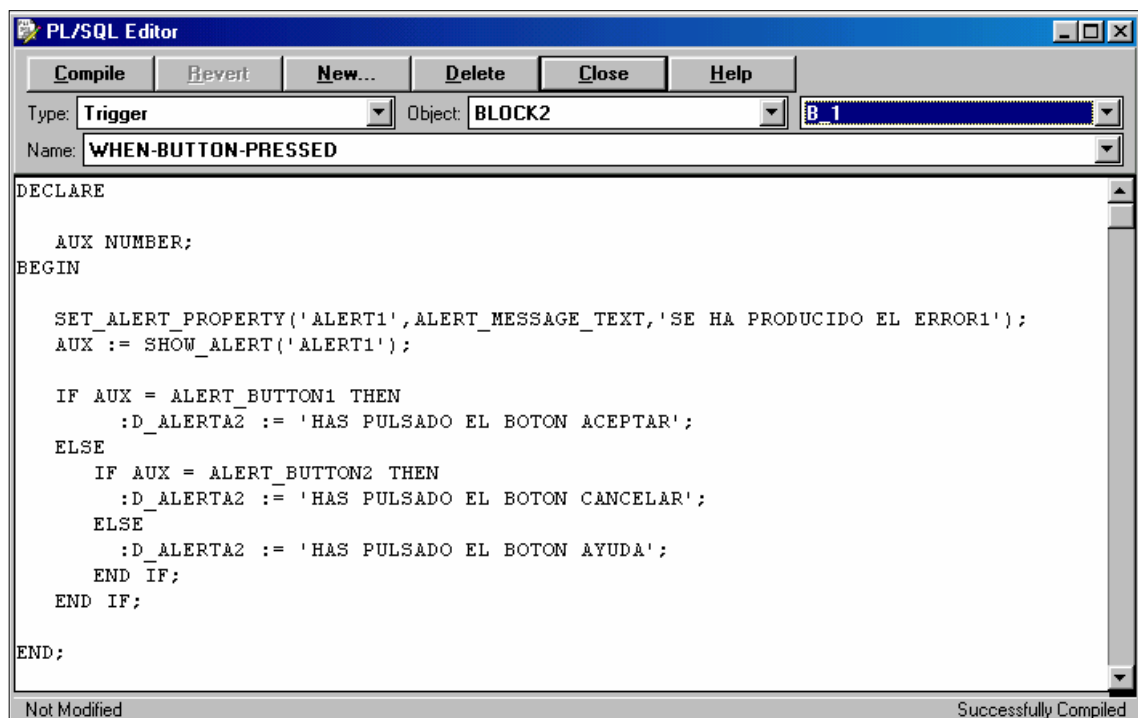 PL/SQL Editor
Compile Revert New... Delete Close Help
Type: Trigger Object: BLOCK2 B_1
Name: WHEN-BUTTON-PRESSED
DECLARE
AUX NUMBER;
BEGIN
SET_ALERT_PROPERTY('ALERT1',ALERT_MESSAGE_TEXT,'SE HA PRODUCIDO EL ERROR1');
AUX := SHOW_ALERT('ALERT1');
IF AUX = ALERT_BUTTON1 THEN
:D_ALERTA2 := 'HAS PULSADO EL BOTON ACEPTAR';
ELSE
IF AUX = ALERT_BUTTON2 THEN
:D_ALERTA2 := 'HAS PULSADO EL BOTON CANCELAR';
ELSE
:D_ALERTA2 := 'HAS PULSADO EL BOTON AYUDA';
END IF;
END IF;
END;
Not Modified Successfully Compiled